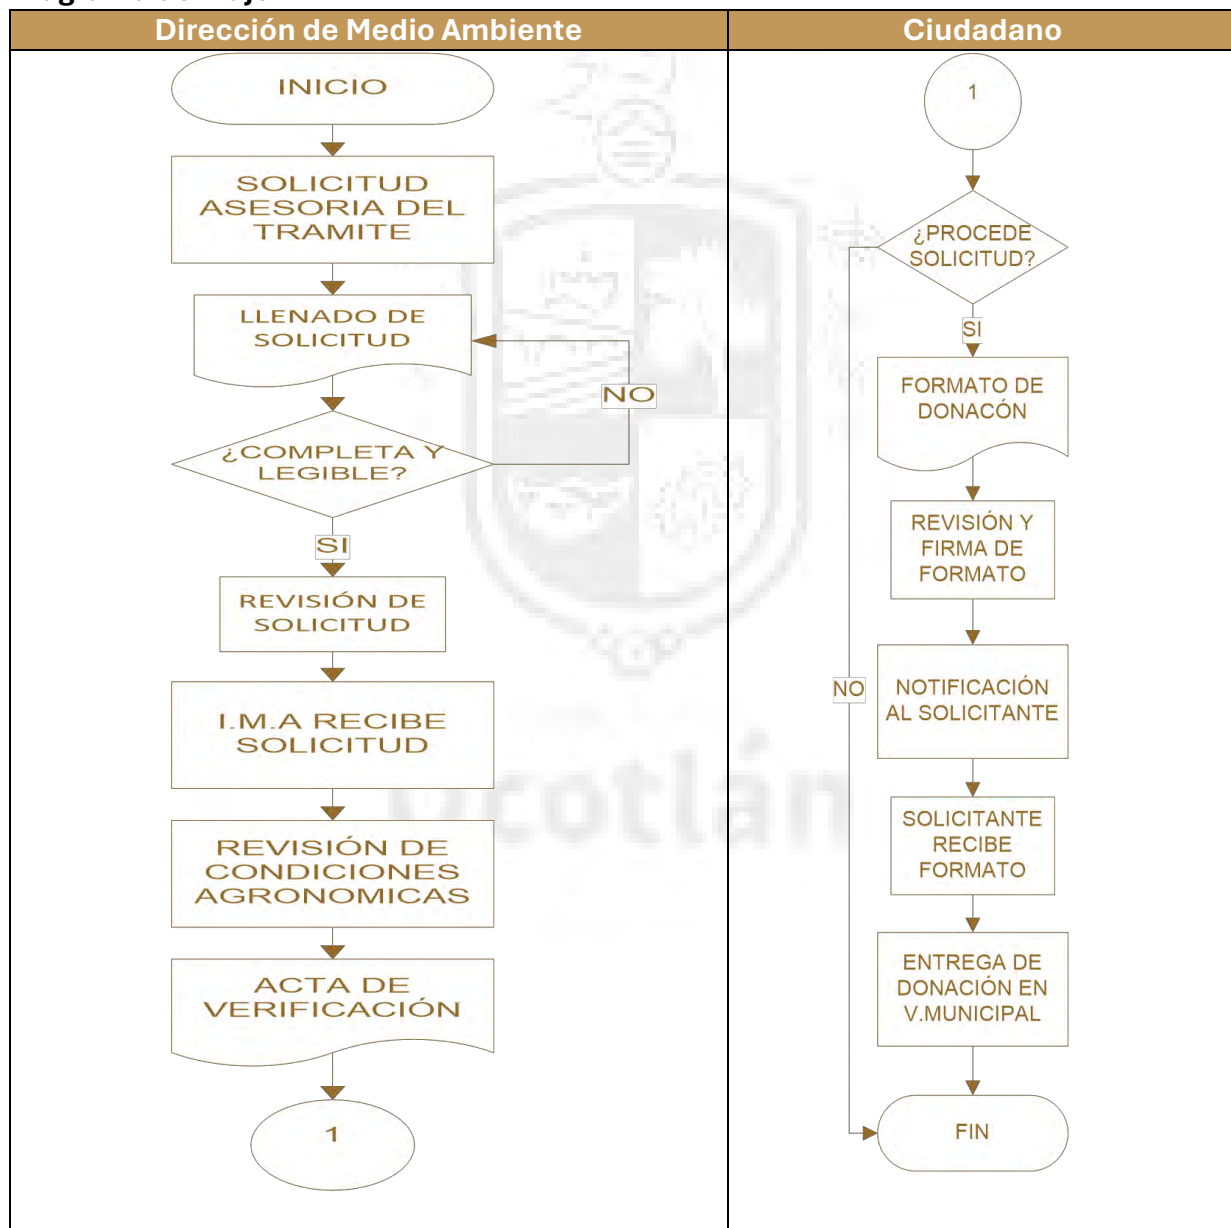 Dirección de Medio Ambiente
Ciudadano
INICIO
SOLICITUD
ASESORIA DEL
TRAMITE
LLENADO DE
SOLICITUD
NO
¿COMPLETA Y
LEGIBLE?
SI
REVISIÓN DE
SOLICITUD
I.M.A RECIBE
SOLICITUD
REVISIÓN DE
CONDICIONES
AGRONOMICAS
ACTA DE
VERIFICACIÓN
1
1
¿PROCEDE
SOLICITUD?
SI
FORMATO DE
DONACÓN
REVISIÓN Y
FIRMA DE
FORMATO
NO
NOTIFICACIÓN
AL SOLICITANTE
SOLICITANTE
RECIBE
FORMATO
ENTREGA DE
DONACIÓN EN
V.MUNICIPAL
FIN
Ocotlán